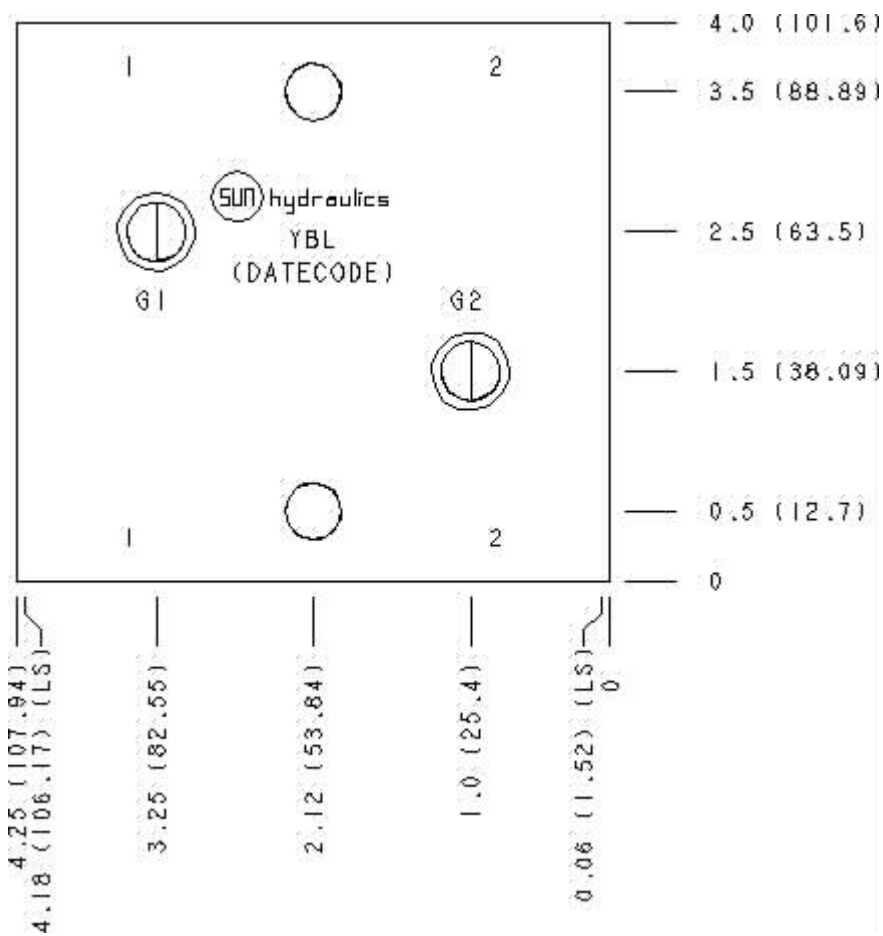 4.0 (101.6)
1
2
3.5 (88.89)
SUN hydraulics
2.5 (63.5)
YBL
(DATECODE)
G1
G2
1.5 (38.09)
0.5 (12.7)
1
2
0
4.25 (107.94)
4.18 (106.17) (LS)
3.25 (82.55)
2.12 (53.84)
1.0 (25.4)
0.06 (1.52) (LS)
0